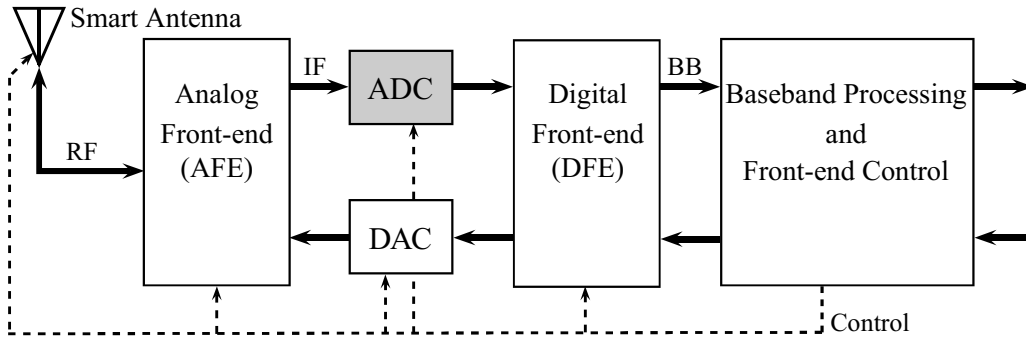 Smart Antenna
RF
Analog
Front-end
(AFE)
IF
ADC
DAC
Digital
Front-end
(DFE)
BB
Baseband Processing
and
Front-end Control
Control